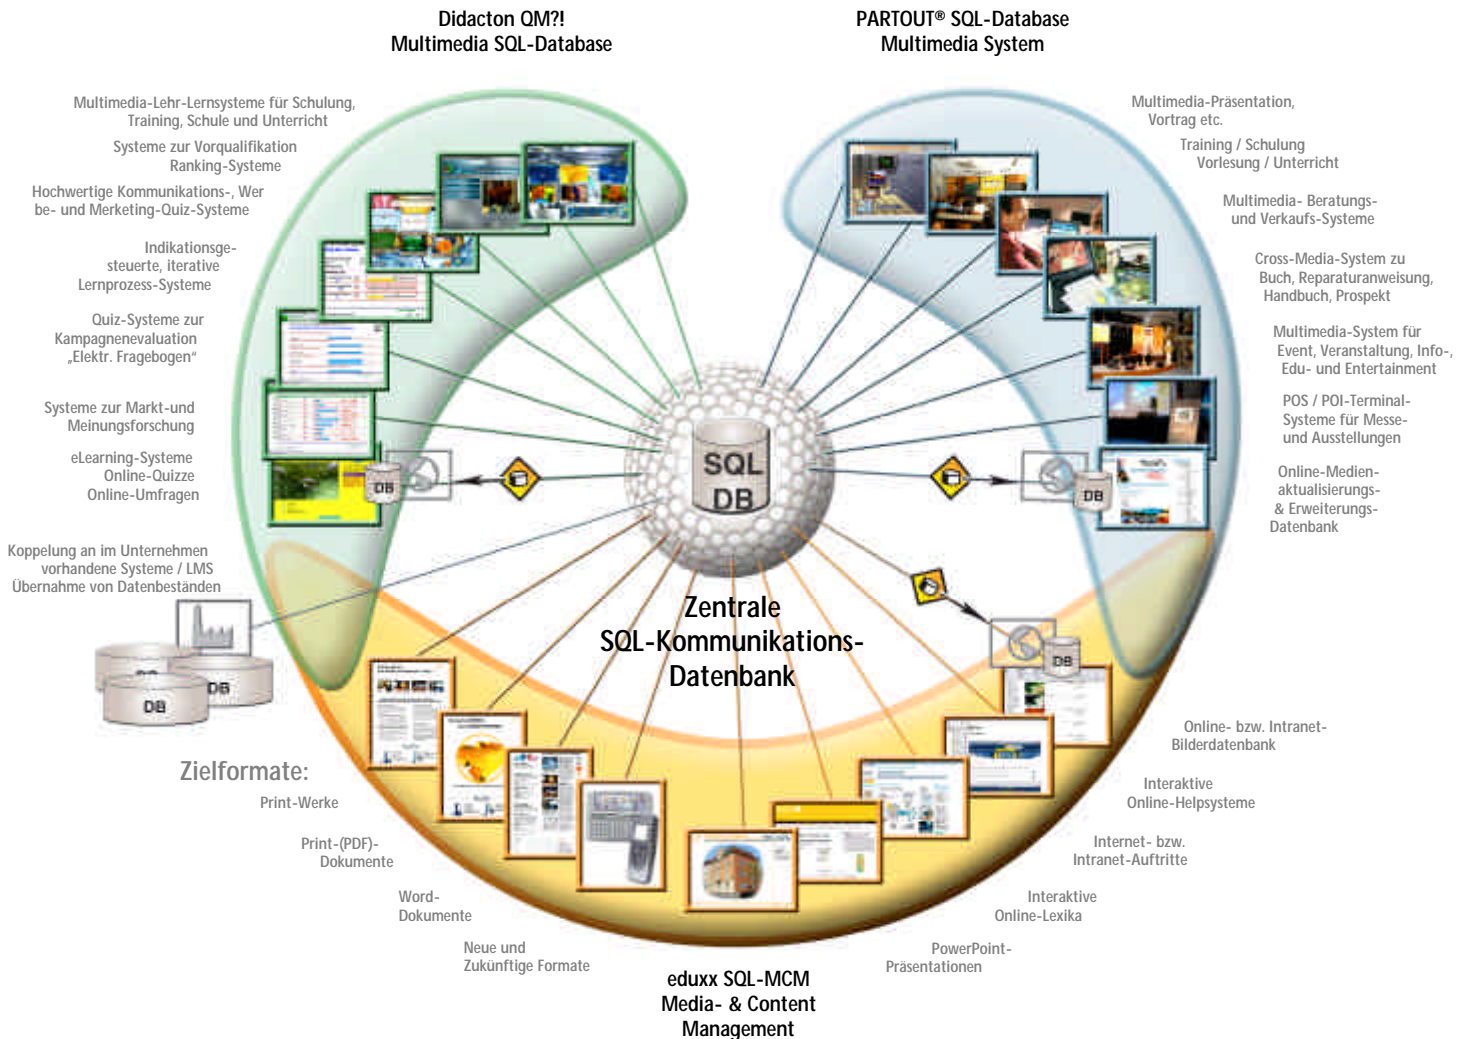 Didacton QM?!
Multimedia SQL-Database
PARTOUT® SQL-Database
Multimedia System
Multimedia-Lehr-Lernsysteme für Schulung,
Training, Schule und Unterricht
Systeme zur Vorqualifikation
Ranking-Systeme
Hochwertige Kommunikations-, Wer
be- und Merketing-Quiz-Systeme
Indikationsge-
steuerte, iterative
Lernprozess-Systeme
Quiz-Systeme zur
Kampagnenevaluation
„Elektr. Fragebogen“
Systeme zur Markt-und
Meinungsforschung
eLearning-Systeme
Online-Quizze
Online-Umfragen
Koppelung an im Unternehmen
vorhandene Systeme / LMS
Übernahme von Datenbeständen
Multimedia-Präsentation,
Vortrag etc.
Training / Schulung
Vorlesung / Unterricht
Multimedia- Beratungs-
und Verkaufs-Systeme
Cross-Media-System zu
Buch, Reparaturanweisung,
Handbuch, Prospekt
Multimedia-System für
Event, Veranstaltung, Info-,
Edu- und Entertainment
POS / POI-Terminal-
Systeme für Messe-
und Ausstellungen
Online-Medien-
aktualisierungs-
& Erweiterungs-
Datenbank
SQL
DB
DB
DB
DB
DB
DB
DB
Zentrale
SQL-Kommunikations-
Datenbank
Zielformate:
Print-Werke
Print-(PDF)-
Dokumente
Word-
Dokumente
Neue und
Zukünftige Formate
Online- bzw. Intranet-
Bilderdatenbank
Interaktive
Online-Helpsysteme
Internet- bzw.
Intranet-Auftritte
Interaktive
Online-Lexika
PowerPoint-
Präsentationen
eduxx SQL-MCM
Media- & Content
Management